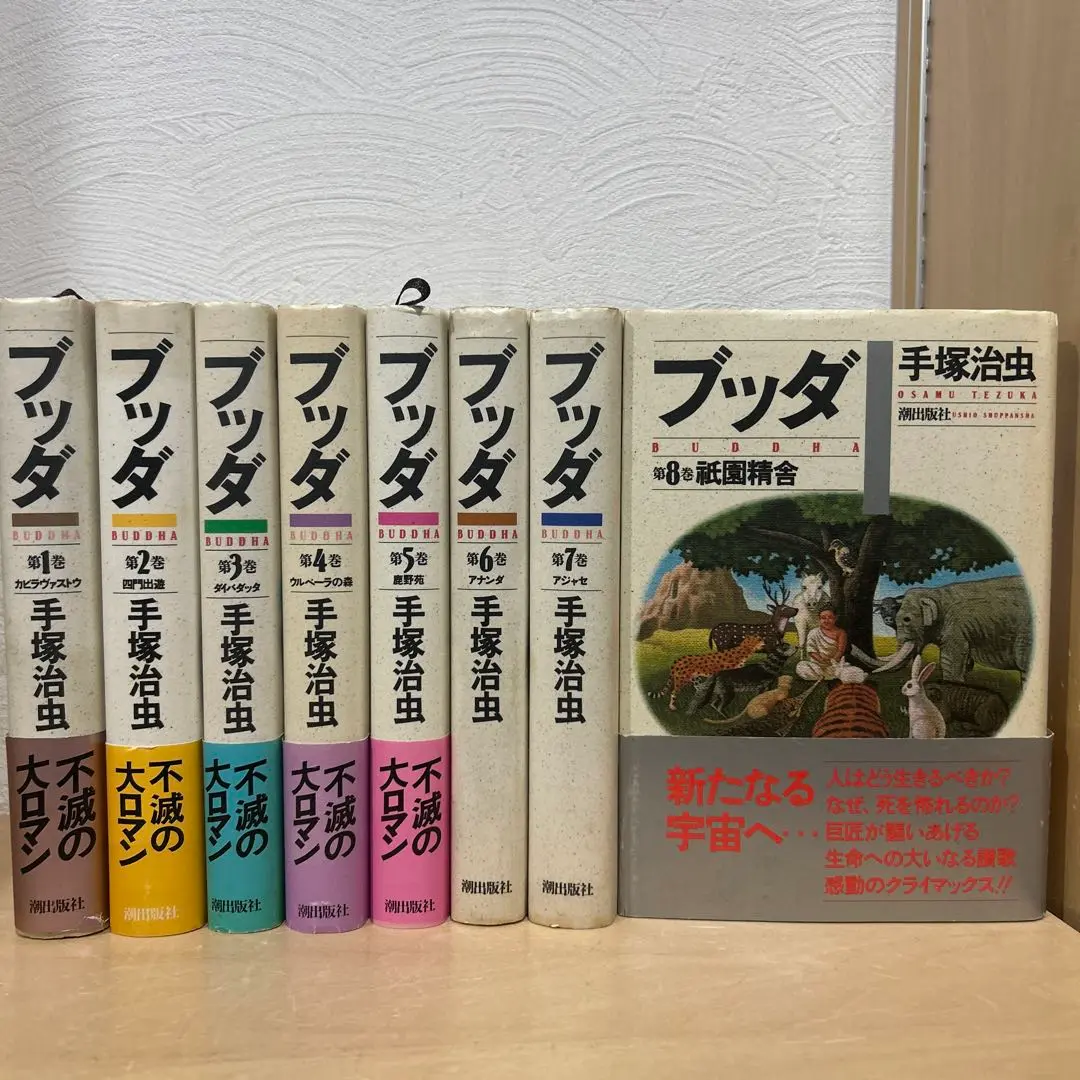 ブッダ
BUDDHA
第1巻
カピラヴァストウ
手塚治虫
不滅の
大ロマン
潮出版社
ブッダ
BUDDHA
第2巻
四門出遊
手塚治虫
不滅の
大ロマン
潮出版社
ブッダ
BUDDHA
第3巻
ダイバダッタ
手塚治虫
不滅の
大ロマン
潮出版社
ブッダ
BUDDHA
第4巻
ウルベーラの森
手塚治虫
不滅の
大ロマン
潮出版社
ブッダ
BUDDHA
第5巻
鹿野苑
手塚治虫
不滅の
大ロマン
潮出版社
ブッダ
BUDDHA
第6巻
アナンダ
手塚治虫
潮出版社
ブッダ
BUDDHA
第7巻
アジャセ
手塚治虫
潮出版社
ブッダ
BUDDHA
第8巻 祇園精舎
手塚治虫
OSAMU TEZUKA
潮出版社 USHIO SHUPPANSHA
新たなる
宇宙へ…
人はどう生きるべきか?
なぜ、死を怖れるのか?
巨匠が謳いあげる
生命への大いなる讃歌
感動のクライマックス!!